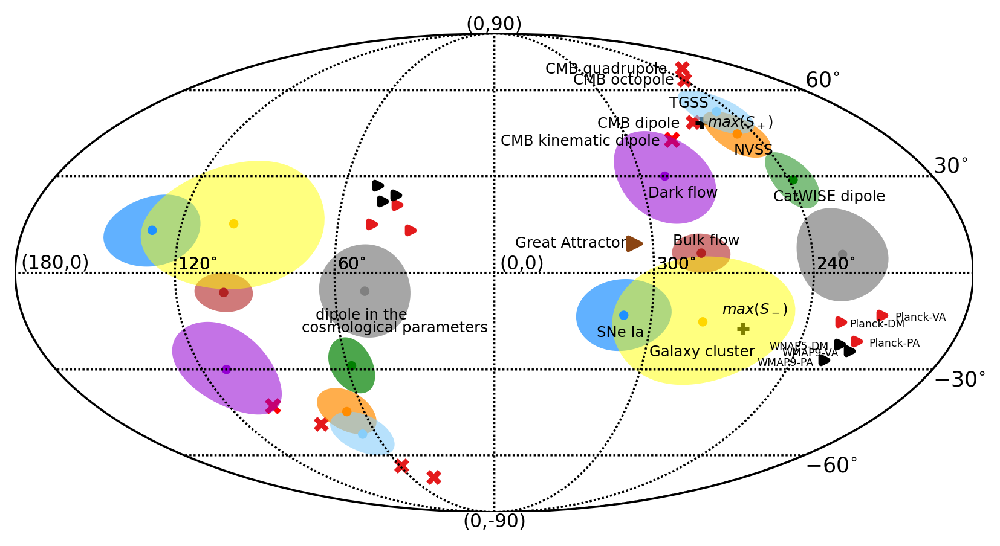 (0,90)
CMB quadrupole
CMB octopole
60°
TGSS
CMB dipole
max(S₊)
CMB kinematic dipole
NVSS
30°
Dark flow
CatWISE dipole
Great Attractor
Bulk flow
(180,0)
120°
60°
(0,0)
300°
240°
dipole in the
cosmological parameters
max(S₋)
SNe Ia
Galaxy cluster
Planck-VA
Planck-DM
Planck-PA
WMAP5-DM
WMAP9-VA
WMAP9-PA
−30°
−60°
(0,-90)